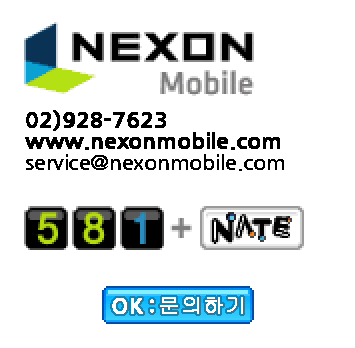 NEXON
Mobile
02)928-7623
www.nexonmobile.com
service@nexonmobile.com
581 + NATE
OK:문의하기